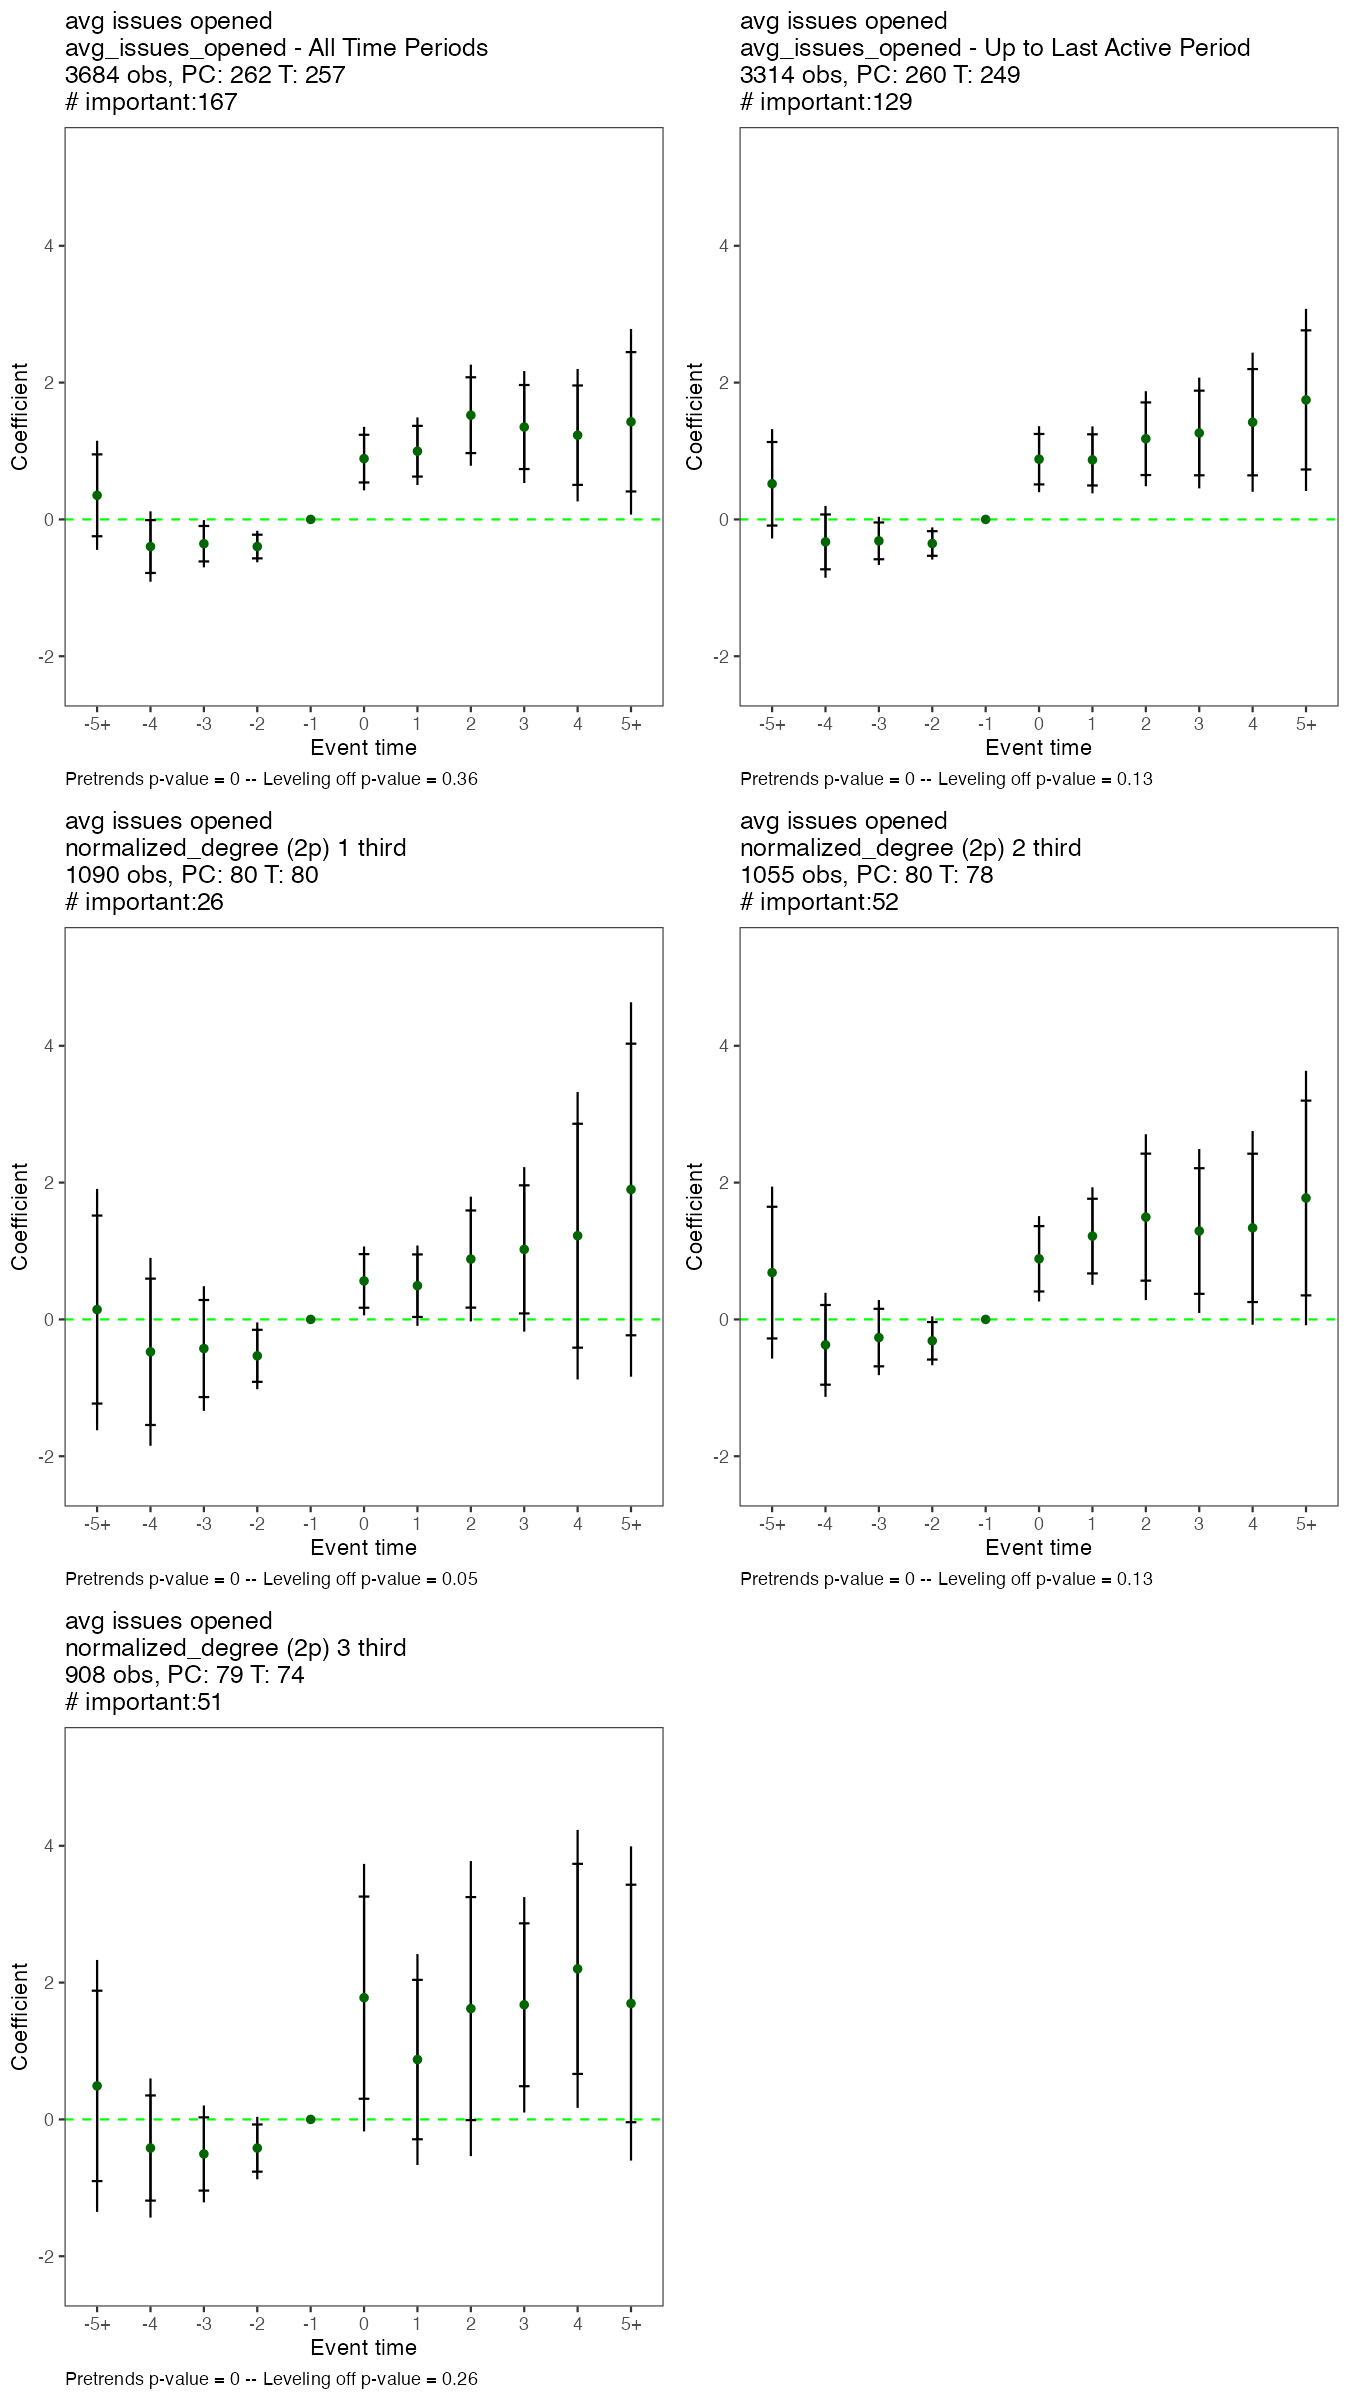 avg issues opened
avg_issues_opened - All Time Periods
3684 obs, PC: 262 T: 257
# important:167
Coefficient
4
2
0
-2
-5+ -4 -3 -2 -1 0 1 2 3 4 5+
Event time
Pretrends p-value = 0 -- Leveling off p-value = 0.36
avg issues opened
avg_issues_opened - Up to Last Active Period
3314 obs, PC: 260 T: 249
# important:129
Coefficient
4
2
0
-2
-5+ -4 -3 -2 -1 0 1 2 3 4 5+
Event time
Pretrends p-value = 0 -- Leveling off p-value = 0.13
avg issues opened
normalized_degree (2p) 1 third
1090 obs, PC: 80 T: 80
# important:26
Coefficient
4
2
0
-2
-5+ -4 -3 -2 -1 0 1 2 3 4 5+
Event time
Pretrends p-value = 0 -- Leveling off p-value = 0.05
avg issues opened
normalized_degree (2p) 2 third
1055 obs, PC: 80 T: 78
# important:52
Coefficient
4
2
0
-2
-5+ -4 -3 -2 -1 0 1 2 3 4 5+
Event time
Pretrends p-value = 0 -- Leveling off p-value = 0.13
avg issues opened
normalized_degree (2p) 3 third
908 obs, PC: 79 T: 74
# important:51
Coefficient
4
2
0
-2
-5+ -4 -3 -2 -1 0 1 2 3 4 5+
Event time
Pretrends p-value = 0 -- Leveling off p-value = 0.26